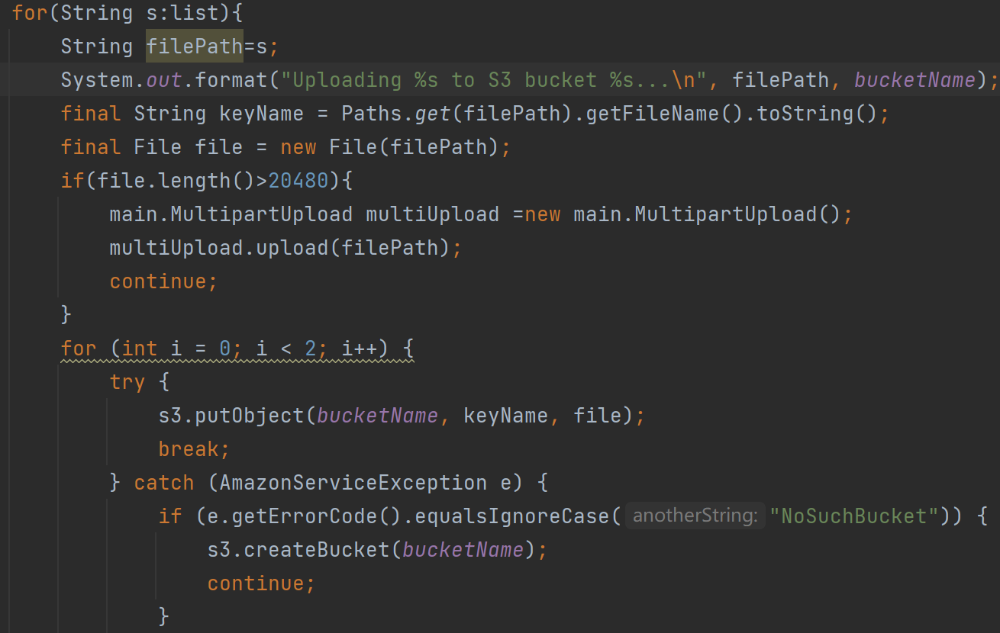 for(String s:list){
String filePath=s;
System.out.format("Uploading %s to S3 bucket %s...\n", filePath, bucketName);
final String keyName = Paths.get(filePath).getFileName().toString();
final File file = new File(filePath);
if(file.length()>20480){
main.MultipartUpload multiUpload =new main.MultipartUpload();
multiUpload.upload(filePath);
continue;
}
for (int i = 0; i < 2; i++) {
try {
s3.putObject(bucketName, keyName, file);
break;
} catch (AmazonServiceException e) {
if (e.getErrorCode().equalsIgnoreCase( anotherString: "NoSuchBucket")) {
s3.createBucket(bucketName);
continue;
}